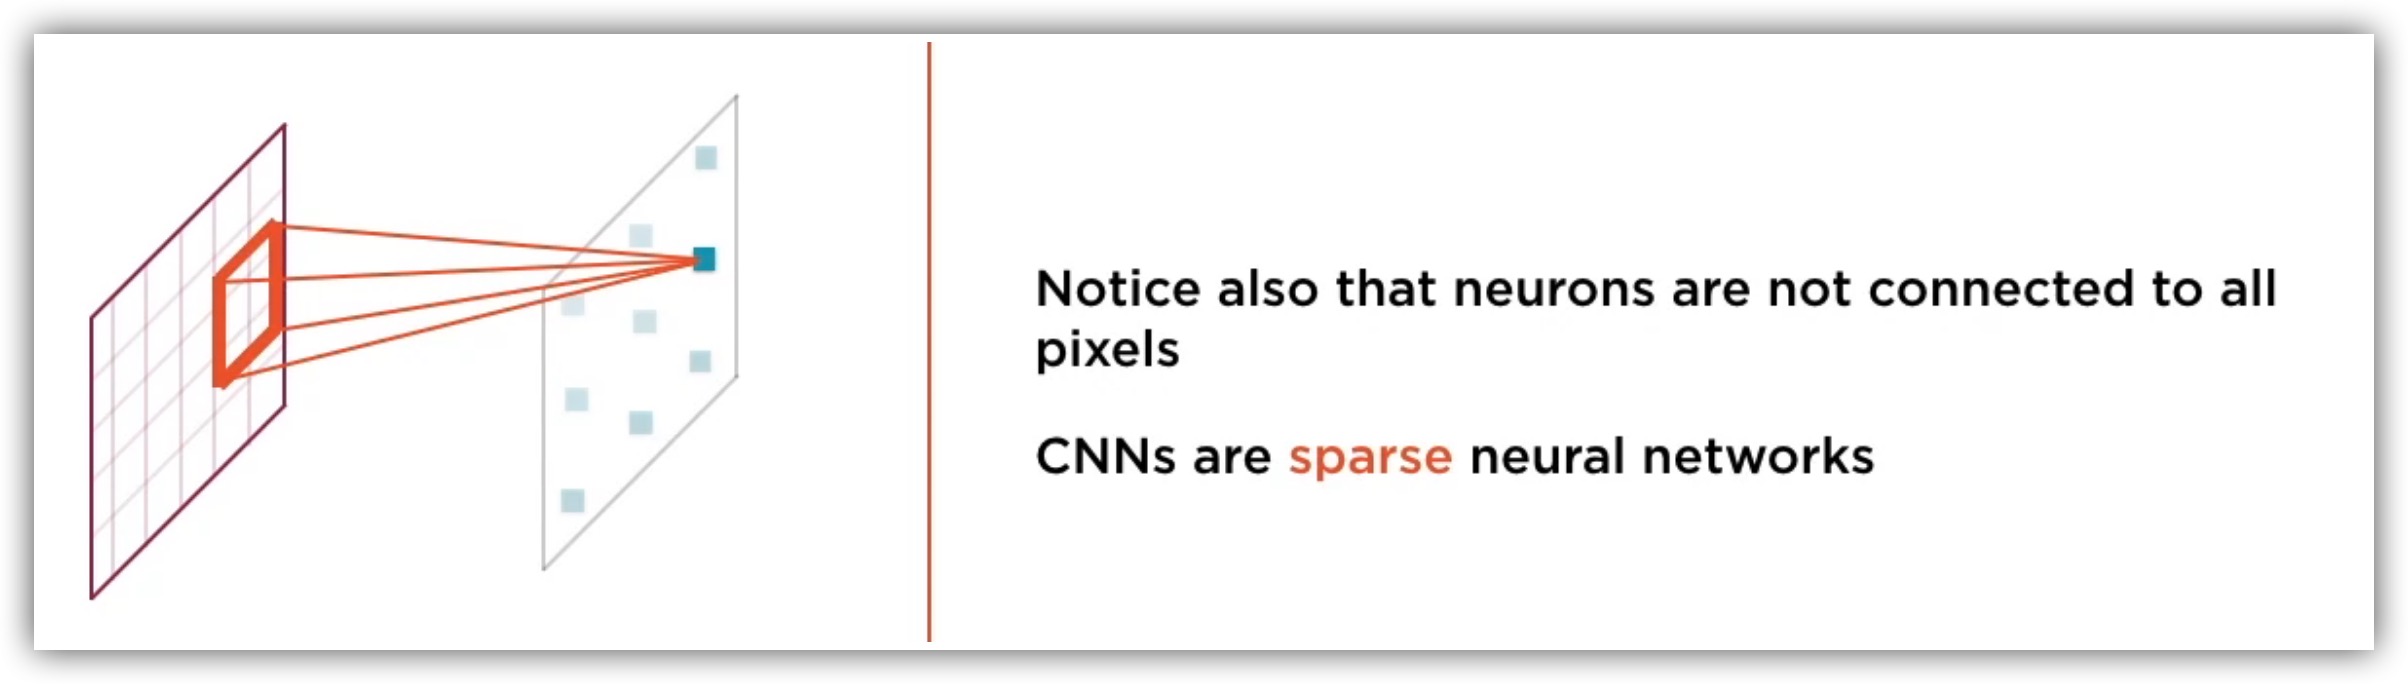 Notice also that neurons are not connected to all
pixels
CNNs are sparse neural networks